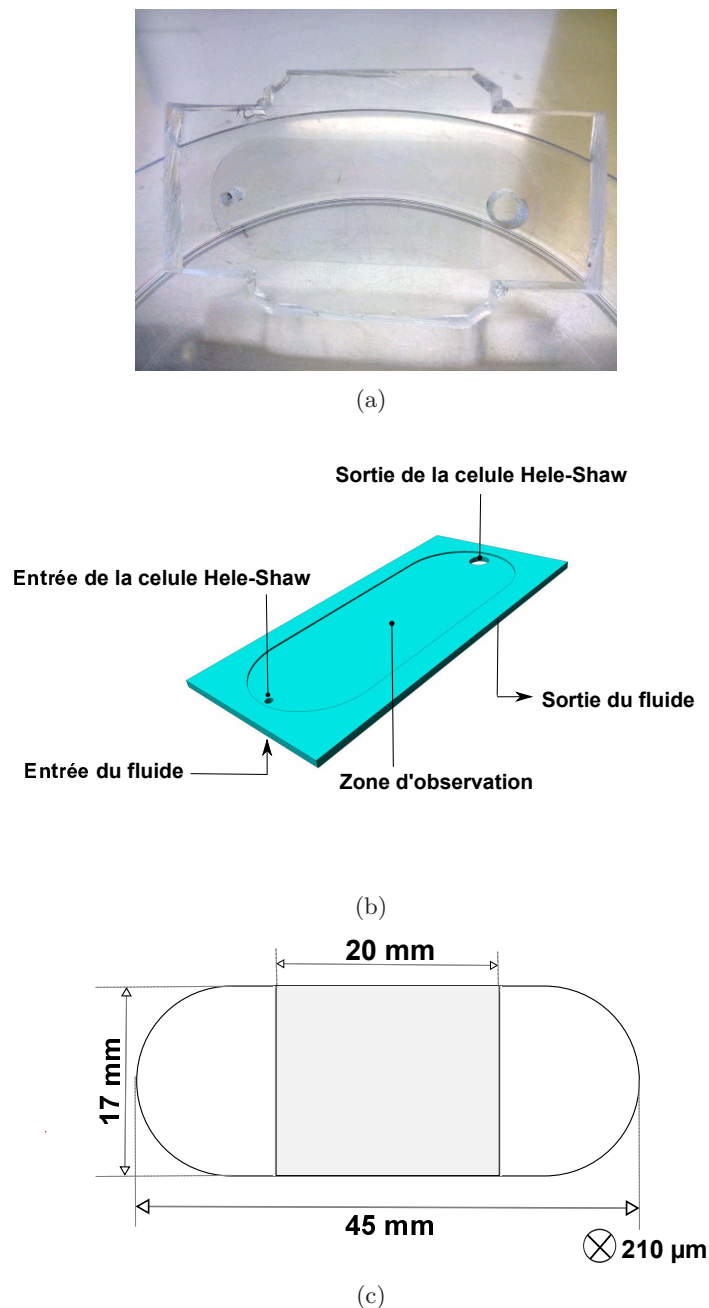 (a)
Sortie de la celule Hele-Shaw
Entrée de la celule Hele-Shaw
Sortie du fluide
Entrée du fluide
Zone d'observation
(b)
20 mm
17 mm
45 mm
210 µm
(c)